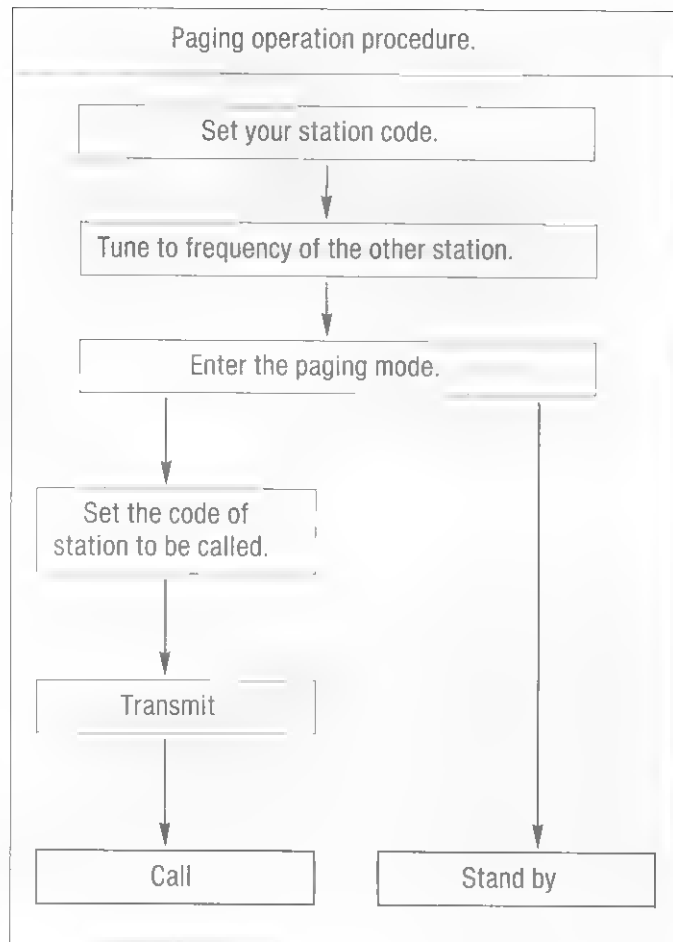 Paging operation procedure.
Set your station code.
Tune to frequency of the other station.
Enter the paging mode.
Set the code of
station to be called.
Transmit
Call
Stand by